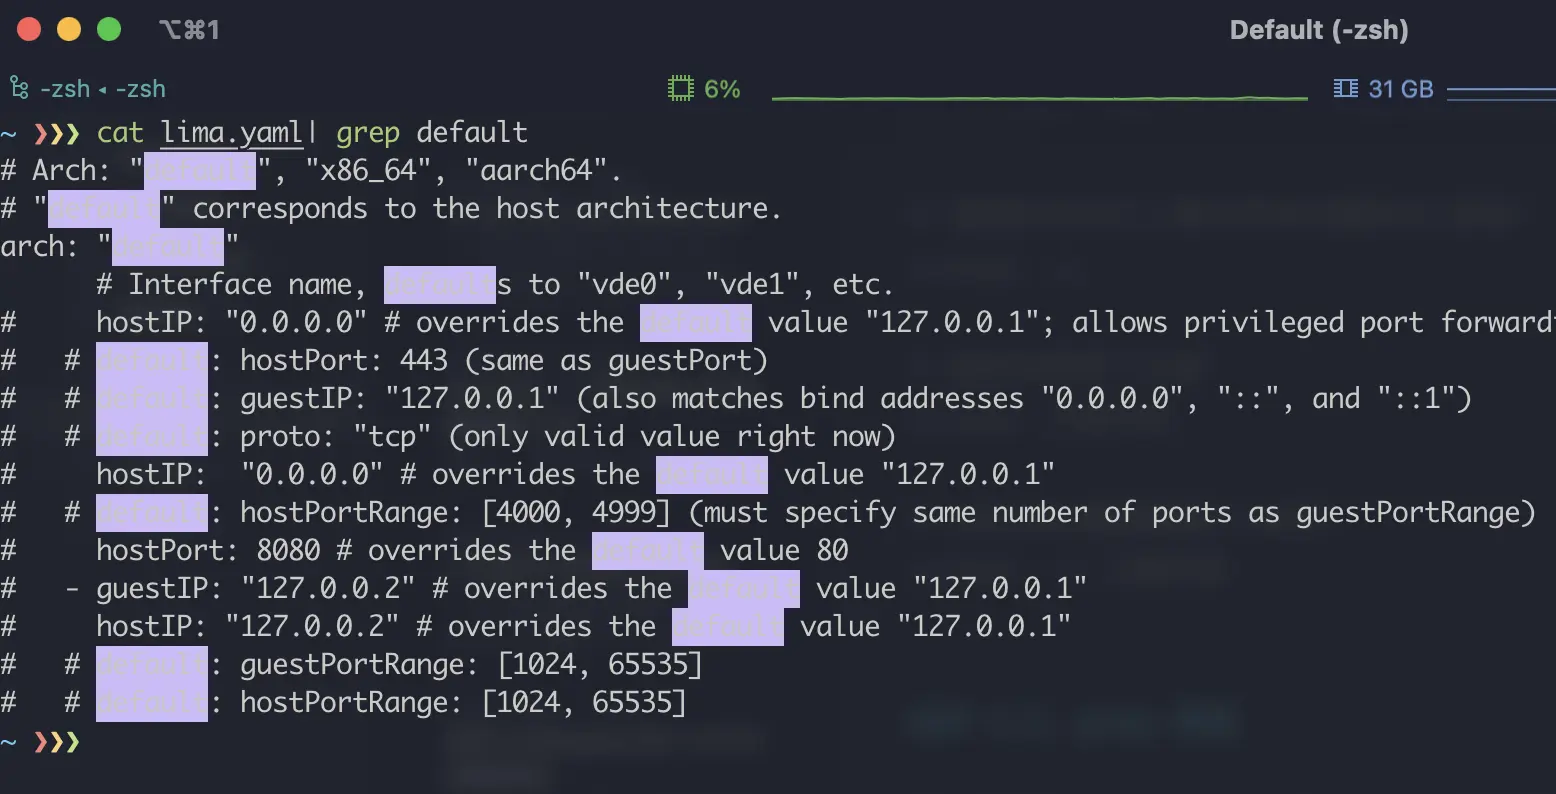 ⌥⌘1 Default (-zsh)
-zsh ◂ -zsh 6% 31 GB
~ ❯❯❯ cat lima.yaml| grep default
# Arch: "default", "x86_64", "aarch64".
# "default" corresponds to the host architecture.
arch: "default"
      # Interface name, defaults to "vde0", "vde1", etc.
#     hostIP: "0.0.0.0" # overrides the default value "127.0.0.1"; allows privileged port forward
#   # default: hostPort: 443 (same as guestPort)
#   # default: guestIP: "127.0.0.1" (also matches bind addresses "0.0.0.0", "::", and "::1")
#   # default: proto: "tcp" (only valid value right now)
#     hostIP:  "0.0.0.0" # overrides the default value "127.0.0.1"
#   # default: hostPortRange: [4000, 4999] (must specify same number of ports as guestPortRange)
#     hostPort: 8080 # overrides the default value 80
#   - guestIP: "127.0.0.2" # overrides the default value "127.0.0.1"
#     hostIP: "127.0.0.2" # overrides the default value "127.0.0.1"
#   # default: guestPortRange: [1024, 65535]
#   # default: hostPortRange: [1024, 65535]
~ ❯❯❯